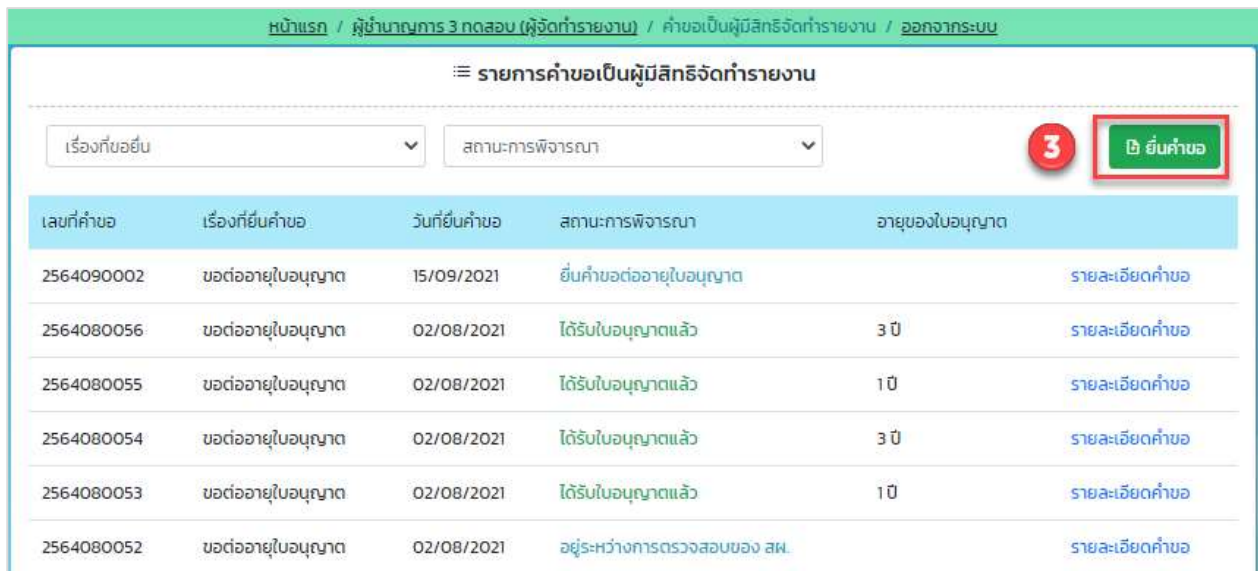 หน้าแรก / ผู้ชำนาญการ 3 ทดสอบ (ผู้จัดทำรายงาน) / คำขอเป็นผู้มีสิทธิจัดทำรายงาน / ออกจากระบบ
รายการคำขอเป็นผู้มีสิทธิจัดทำรายงาน
เรื่องที่ขอยื่น สถานะการพิจารณา 3 ยื่นคำขอ
เลขที่คำขอ เรื่องที่ยื่นคำขอ วันที่ยื่นคำขอ สถานะการพิจารณา อายุของใบอนุญาต
2564090002 ขอต่ออายุใบอนุญาต 15/09/2021 ยื่นคำขอต่ออายุใบอนุญาต รายละเอียดคำขอ
2564080056 ขอต่ออายุใบอนุญาต 02/08/2021 ได้รับใบอนุญาตแล้ว 3 ปี รายละเอียดคำขอ
2564080055 ขอต่ออายุใบอนุญาต 02/08/2021 ได้รับใบอนุญาตแล้ว 1 ปี รายละเอียดคำขอ
2564080054 ขอต่ออายุใบอนุญาต 02/08/2021 ได้รับใบอนุญาตแล้ว 3 ปี รายละเอียดคำขอ
2564080053 ขอต่ออายุใบอนุญาต 02/08/2021 ได้รับใบอนุญาตแล้ว 1 ปี รายละเอียดคำขอ
2564080052 ขอต่ออายุใบอนุญาต 02/08/2021 อยู่ระหว่างการตรวจสอบของ สผ. รายละเอียดคำขอ